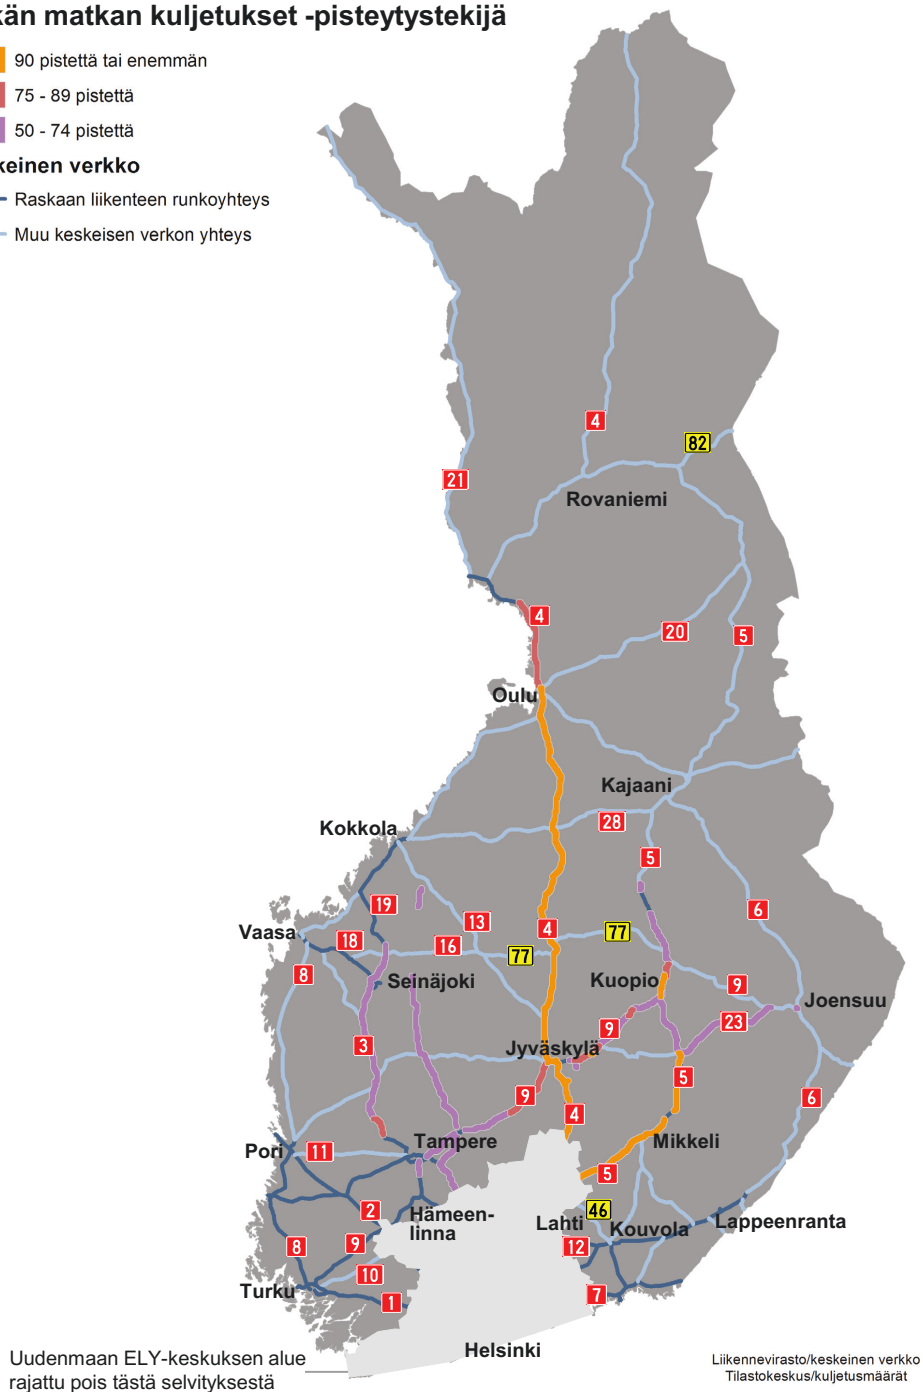 kän matkan kuljetukset -pisteytystekijä
90 pistettä tai enemmän
75 - 89 pistettä
50 - 74 pistettä
keinen verkko
Raskaan liikenteen runkoyhteys
Muu keskeisen verkon yhteys
4
82
21
Rovaniemi
4
20
5
Oulu
Kajaani
28
Kokkola
5
19
13
6
Vaasa
18
16
4
77
77
8
Seinäjoki
Kuopio
9
Joensuu
23
9
3
Jyväskylä
5
9
6
4
Pori
11
Tampere
Mikkeli
5
2
Hämeen-
linna
46
Lahti
Kouvola
Lappeenranta
8
9
12
10
Turku
1
7
Helsinki
Uudenmaan ELY-keskuksen alue
rajattu pois tästä selvityksestä
Liikennevirasto/keskeinen verkko
Tilastokeskus/kuljetusmäärät